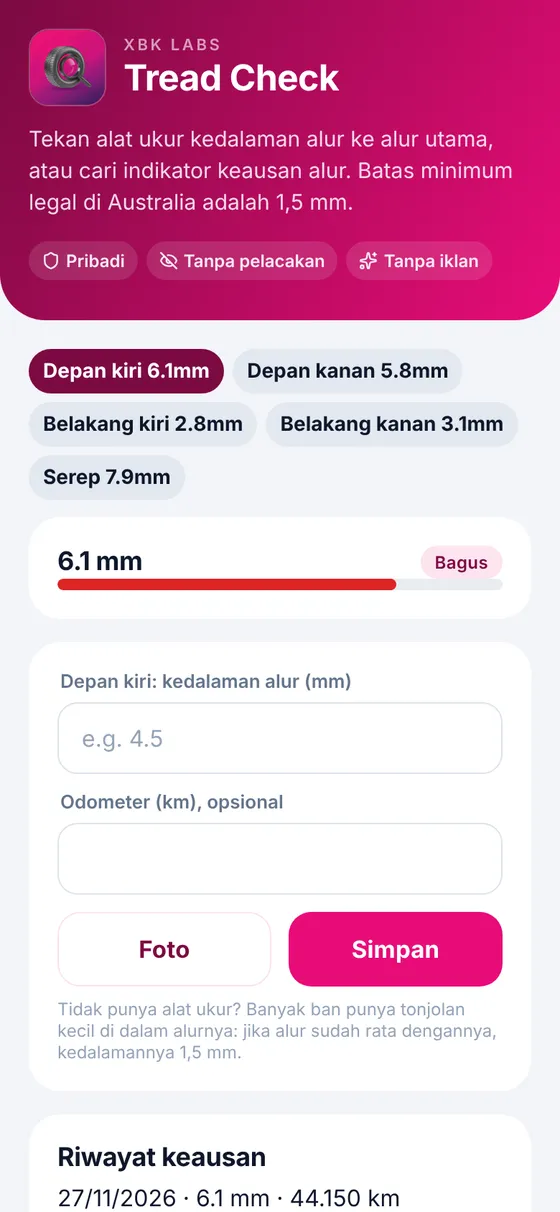 XBK LABS
Tread Check
Tekan alat ukur kedalaman alur ke alur utama,
atau cari indikator keausan alur. Batas minimum
legal di Australia adalah 1,5 mm.
Pribadi
Tanpa pelacakan
Tanpa iklan
Depan kiri 6.1mm
Depan kanan 5.8mm
Belakang kiri 2.8mm
Belakang kanan 3.1mm
Serep 7.9mm
6.1 mm
Bagus
Depan kiri: kedalaman alur (mm)
e.g. 4.5
Odometer (km), opsional
Foto
Simpan
Tidak punya alat ukur? Banyak ban punya tonjolan
kecil di dalam alurnya: jika alur sudah rata dengannya,
kedalamannya 1,5 mm.
Riwayat keausan
27/11/2026 · 6.1 mm · 44.150 km